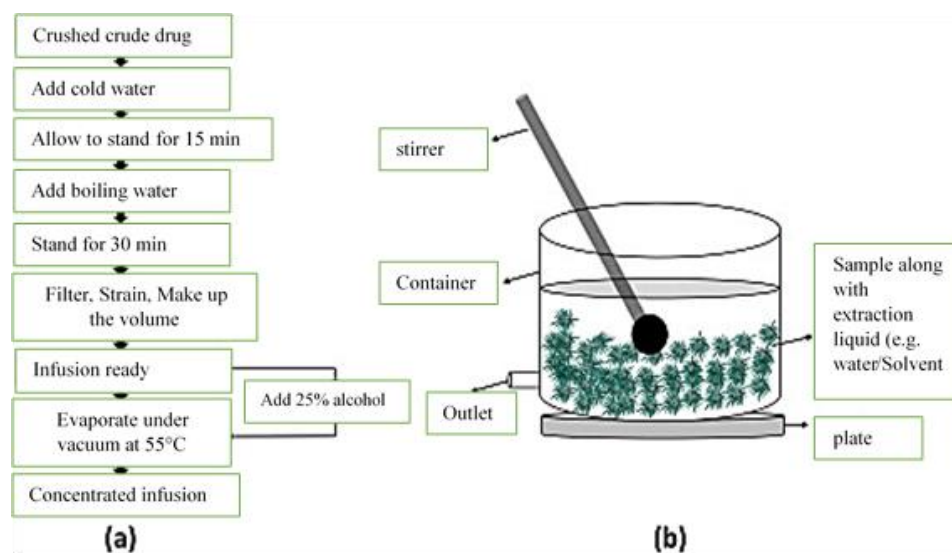 Crushed crude drug
Add cold water
Allow to stand for 15 min
Add boiling water
Stand for 30 min
Filter, Strain, Make up
the volume
Infusion ready
Add 25% alcohol
Evaporate under
vacuum at 55°C
Concentrated infusion
(a)
stirrer
Container
Outlet
Sample along
with
extraction
liquid (e.g.
water/Solvent
plate
(b)